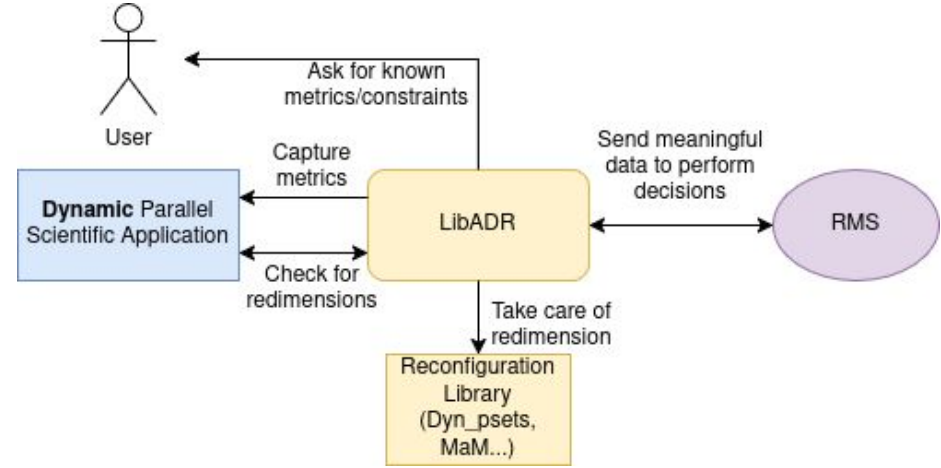 Ask for known
metrics/constraints
User
Capture
metrics
Send meaningful
data to perform
decisions
Dynamic Parallel
Scientific Application
LibADR
RMS
Check for
redimensions
Take care of
redimension
Reconfiguration
Library
(Dyn_psets,
MaM...)